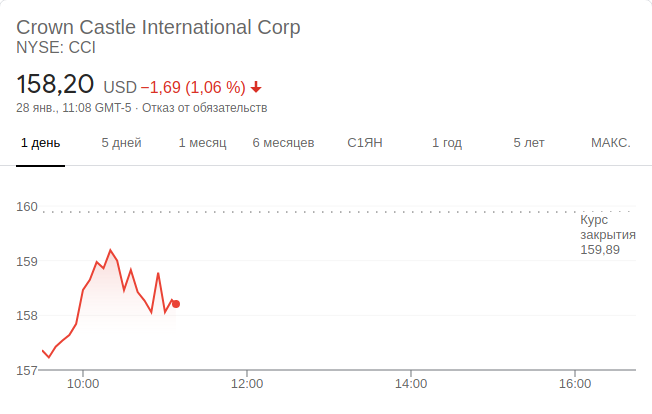 Crown Castle International Corp
NYSE: CCI
158,20 USD −1,69 (1,06 %)
28 янв., 11:08 GMT-5 · Отказ от обязательств
1 день 5 дней 1 месяц 6 месяцев С1ЯН 1 год 5 лет МАКС.
160
Курс
закрытия
159,89
159
158
157
10:00 12:00 14:00 16:00